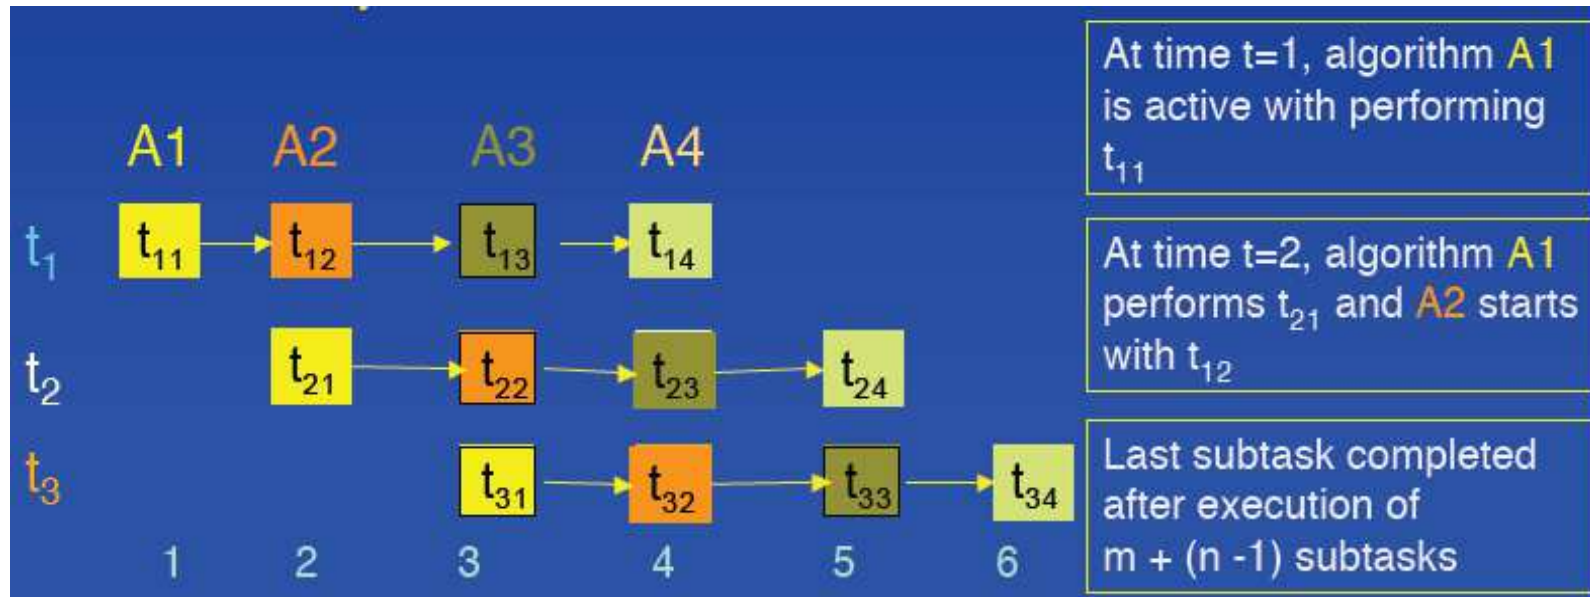 A1 A2 A3 A4
t₁ t₁₁ t₁₂ t₁₃ t₁₄
t₂ t₂₁ t₂₂ t₂₃ t₂₄
t₃ t₃₁ t₃₂ t₃₃ t₃₄
1 2 3 4 5 6
At time t=1, algorithm A1
is active with performing
t₁₁
At time t=2, algorithm A1
performs t₂₁ and A2 starts
with t₁₂
Last subtask completed
after execution of
m + (n -1) subtasks